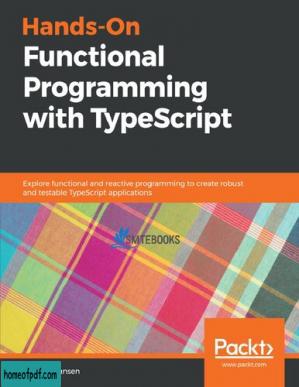 Hands-On
Functional
Programming
with TypeScript
Explore functional and reactive programming to create robust
and testable TypeScript applications
SMTEBOOKS
Packt>
www.packt.com
homeofpdf.com